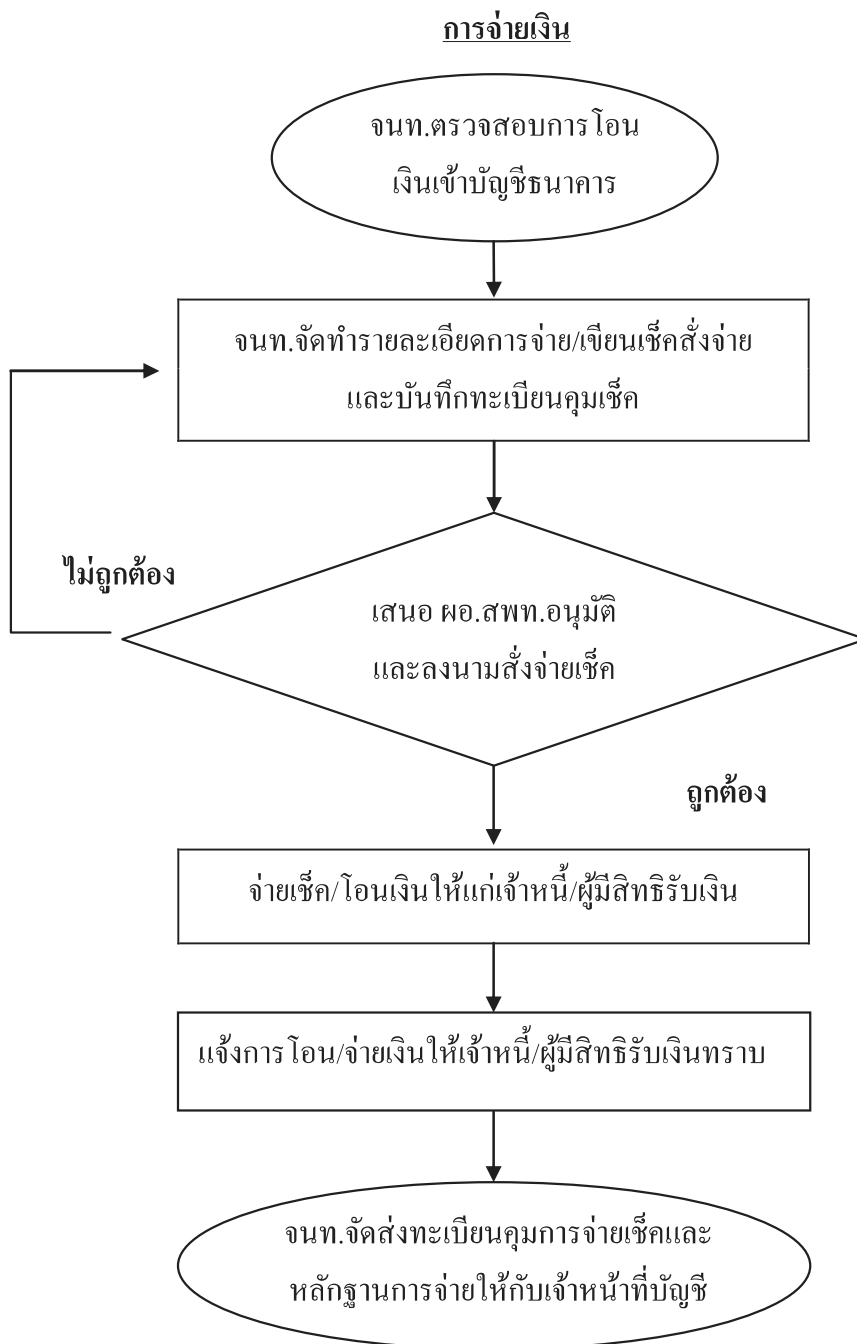 การจ่ายเงิน
จนท.ตรวจสอบการโอน
เงินเข้าบัญชีธนาคาร
จนท.จัดทำรายละเอียดการจ่าย/เขียนเช็คสั่งจ่าย
และบันทึกทะเบียนคุมเช็ค
ไม่ถูกต้อง
เสนอ ผอ.สพท.อนุมัติ
และลงนามสั่งจ่ายเช็ค
ถูกต้อง
จ่ายเช็ค/โอนเงินให้แก่เจ้าหนี้/ผู้มีสิทธิรับเงิน
แจ้งการโอน/จ่ายเงินให้เจ้าหนี้/ผู้มีสิทธิรับเงินทราบ
จนท.จัดส่งทะเบียนคุมการจ่ายเช็คและ
หลักฐานการจ่ายให้กับเจ้าหน้าที่บัญชี